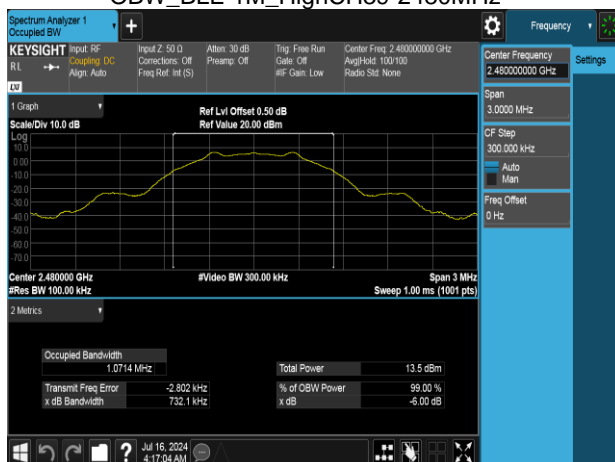 OBW_BLE 1M_HighCH39 2480MHz
Spectrum Analyzer 1
Occupied BW
Frequency
KEYSIGHT
RL
Input: RF
Coupling: DC
Align: Auto
Input Z: 50 Ω
Corrections: Off
Freq Ref: Int (S)
Atten: 30 dB
Preamp: Off
Trig: Free Run
Gate: Off
#IF Gain: Low
Center Freq: 2.480000000 GHz
Avg|Hold: 100/100
Radio Std: None
LXI
Center Frequency
2.480000000 GHz
Settings
Span
3.0000 MHz
CF Step
300.000 kHz
Auto
Man
Freq Offset
0 Hz
1 Graph
Scale/Div 10.0 dB
Ref Lvl Offset 0.50 dB
Ref Value 20.00 dBm
Log
10.0
0.00
-10.0
-20.0
-30.0
-40.0
-50.0
-60.0
-70.0
Center 2.480000 GHz
#Video BW 300.00 kHz
Span 3 MHz
#Res BW 100.00 kHz
Sweep 1.00 ms (1001 pts)
2 Metrics
Occupied Bandwidth
1.0714 MHz
Total Power 13.5 dBm
Transmit Freq Error -2.802 kHz
% of OBW Power 99.00 %
x dB Bandwidth 732.1 kHz
x dB -6.00 dB
Jul 16, 2024
4:17:04 AM